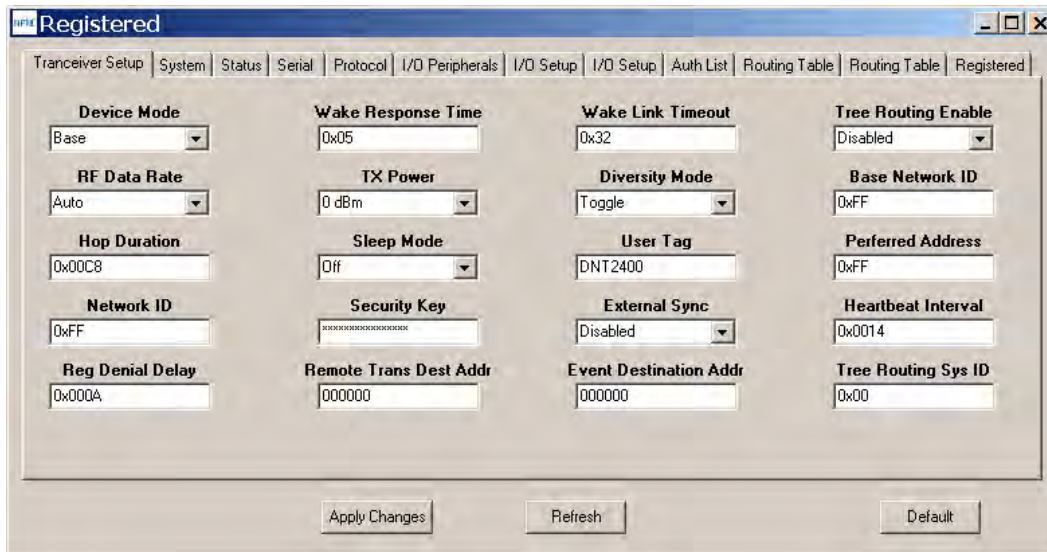 Registered
Tranceiver Setup System Status Serial Protocol I/O Peripherals I/O Setup I/O Setup Auth List Routing Table Routing Table Registered
Device Mode Wake Response Time Wake Link Timeout Tree Routing Enable
Base 0x05 0x32 Disabled
RF Data Rate TX Power Diversity Mode Base Network ID
Auto 0 dBm Toggle 0xFF
Hop Duration Sleep Mode User Tag Perferred Address
0x00C8 Off DNT2400 0xFF
Network ID Security Key External Sync Heartbeat Interval
0xFF **************** Disabled 0x0014
Reg Denial Delay Remote Trans Dest Addr Event Destination Addr Tree Routing Sys ID
0x000A 000000 000000 0x00
Apply Changes Refresh Default